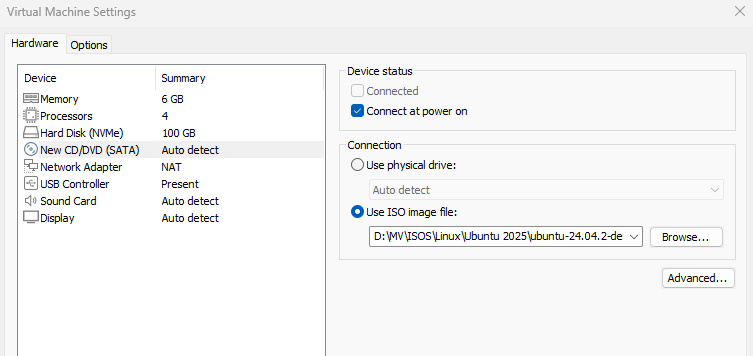 Virtual Machine Settings
Hardware Options
Device Summary
Memory 6 GB
Processors 4
Hard Disk (NVMe) 100 GB
New CD/DVD (SATA) Auto detect
Network Adapter NAT
USB Controller Present
Sound Card Auto detect
Display Auto detect
Device status
Connected
Connect at power on
Connection
Use physical drive:
Auto detect
Use ISO image file:
D:\MV\ISOS\Linux\Ubuntu 2025\ubuntu-24.04.2-de
Browse...
Advanced...